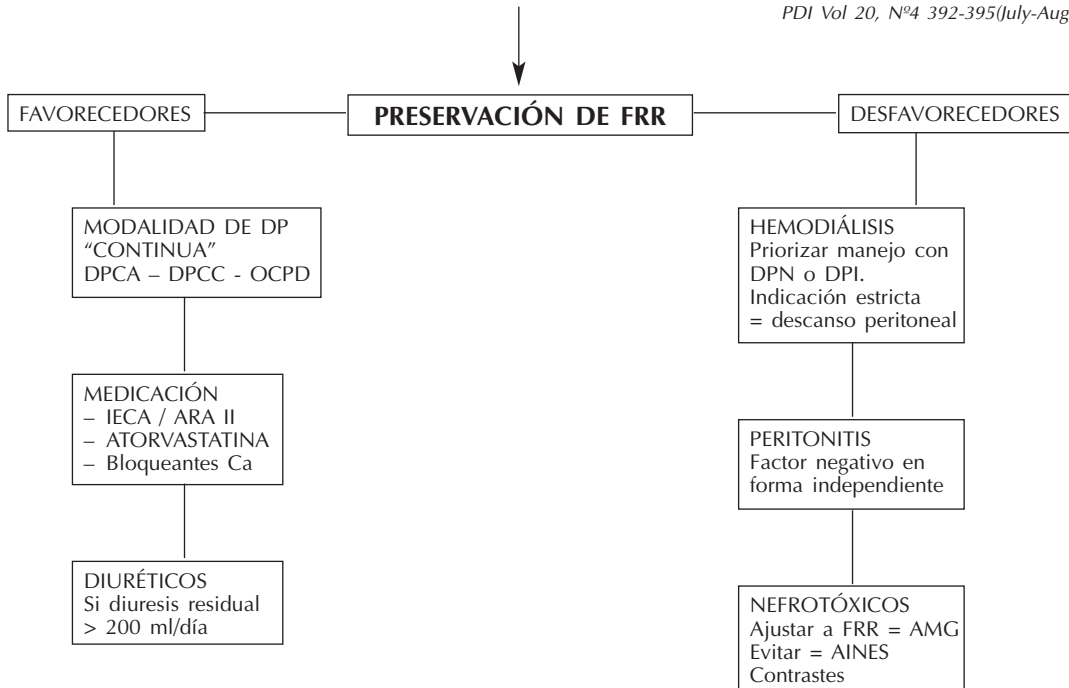 PDI Vol 20, Nº4 392-395(July-Aug
FAVORECEDORES
PRESERVACIÓN DE FRR
DESFAVORECEDORES
MODALIDAD DE DP
“CONTINUA”
DPCA – DPCC - OCPD
MEDICACIÓN
– IECA / ARA II
– ATORVASTATINA
– Bloqueantes Ca
DIURÉTICOS
Si diuresis residual
> 200 ml/día
HEMODIÁLISIS
Priorizar manejo con
DPN o DPI.
Indicación estricta
= descanso peritoneal
PERITONITIS
Factor negativo en
forma independiente
NEFROTÓXICOS
Ajustar a FRR = AMG
Evitar = AINES
Contrastes